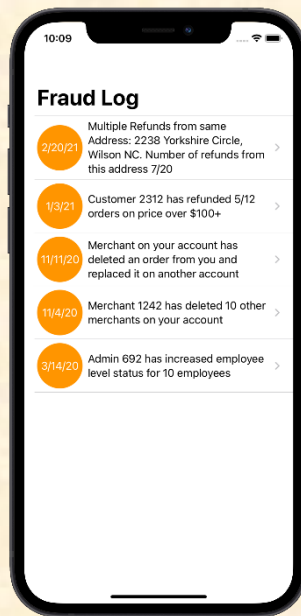 10:09
Fraud Log
2/20/21
Multiple Refunds from same
Address: 2238 Yorkshire Circle,
Wilson NC. Number of refunds from
this address 7/20
1/3/21
Customer 2312 has refunded 5/12
orders on price over $100+
11/11/20
Merchant on your account has
deleted an order from you and
replaced it on another account
11/4/20
Merchant 1242 has deleted 10 other
merchants on your account
3/14/20
Admin 692 has increased employee
level status for 10 employees